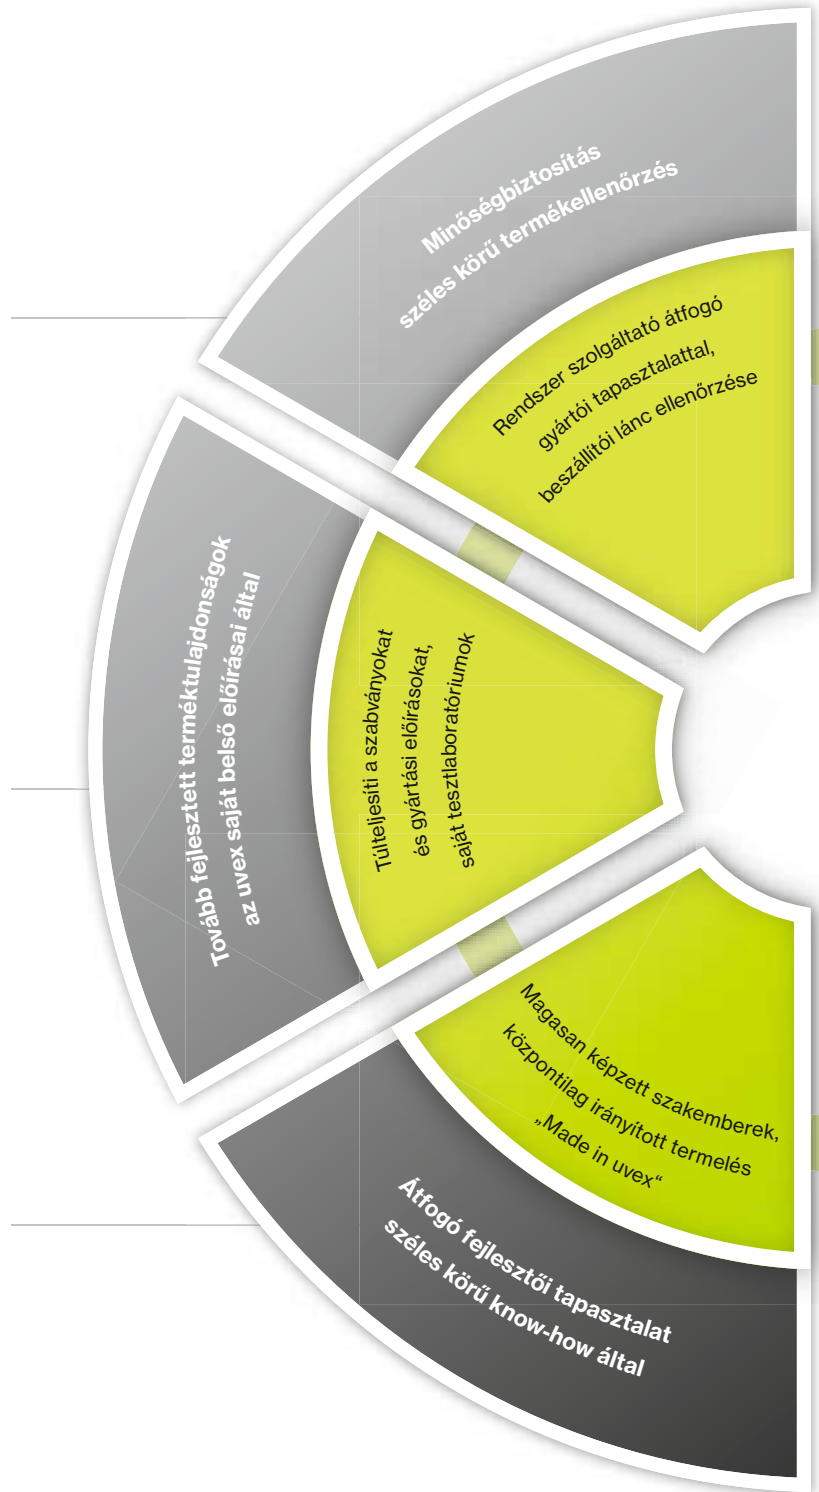 Minőségbiztosítás
széles körű termékellenőrzés
Rendszer szolgáltató átfogó
gyártói tapasztalattal,
beszállítói lánc ellenőrzése
Tovább fejlesztett terméktulajdonságok
az uvex saját belső előírásai által
Túlteljesíti a szabványokat
és gyártási előírásokat,
saját tesztlaboratóriumok
Magasan képzett szakemberek,
központilag irányított termelés
„Made in uvex“
Átfogó fejlesztői tapasztalat
széles körű know-how által